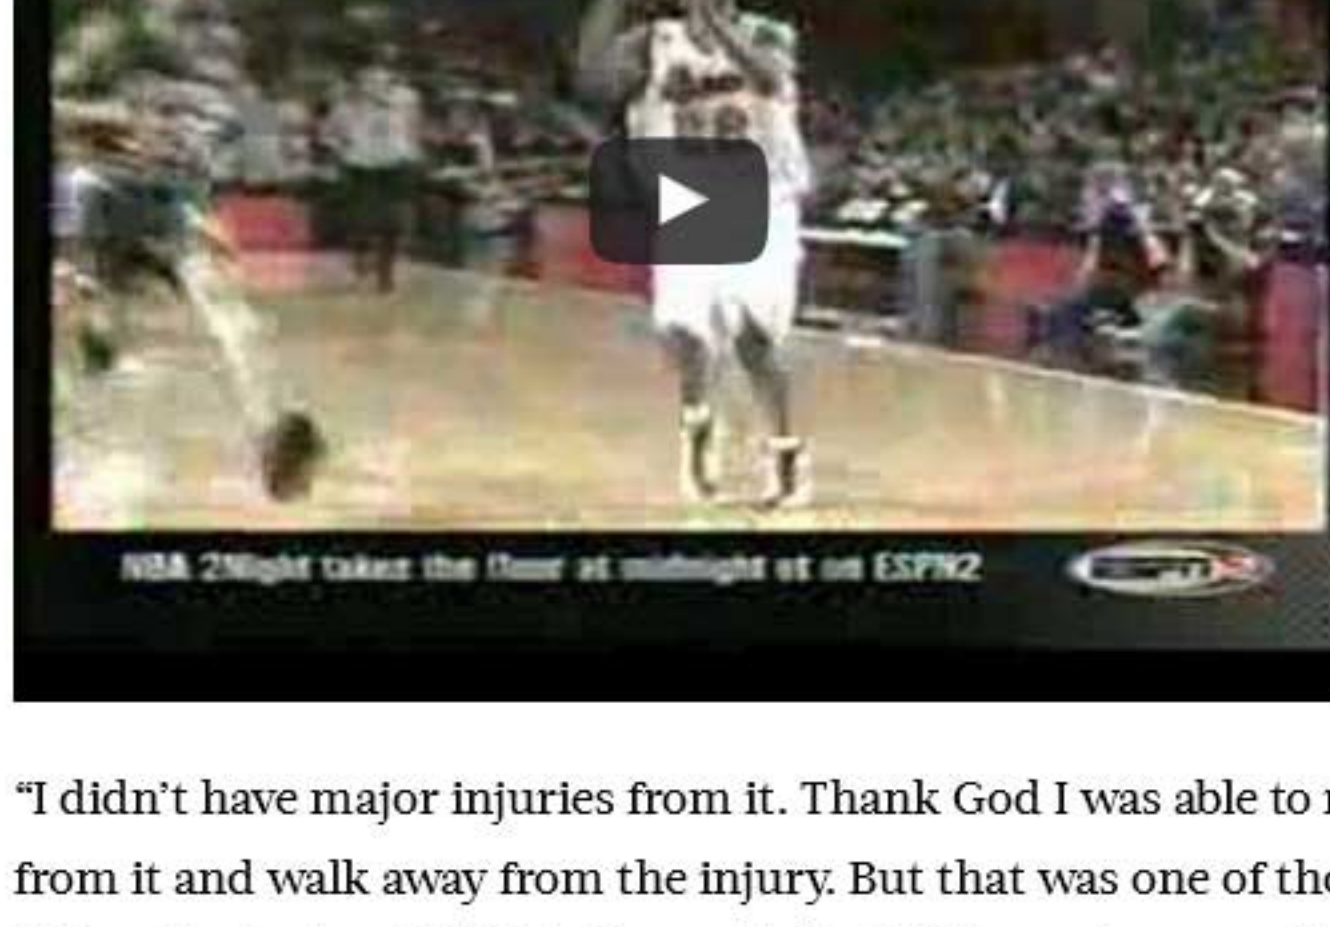 NBA 2Night takes the floor at midnight et on ESPN2
“I didn’t have major injuries from it. Thank God I was able to
from it and walk away from the injury. But that was one of